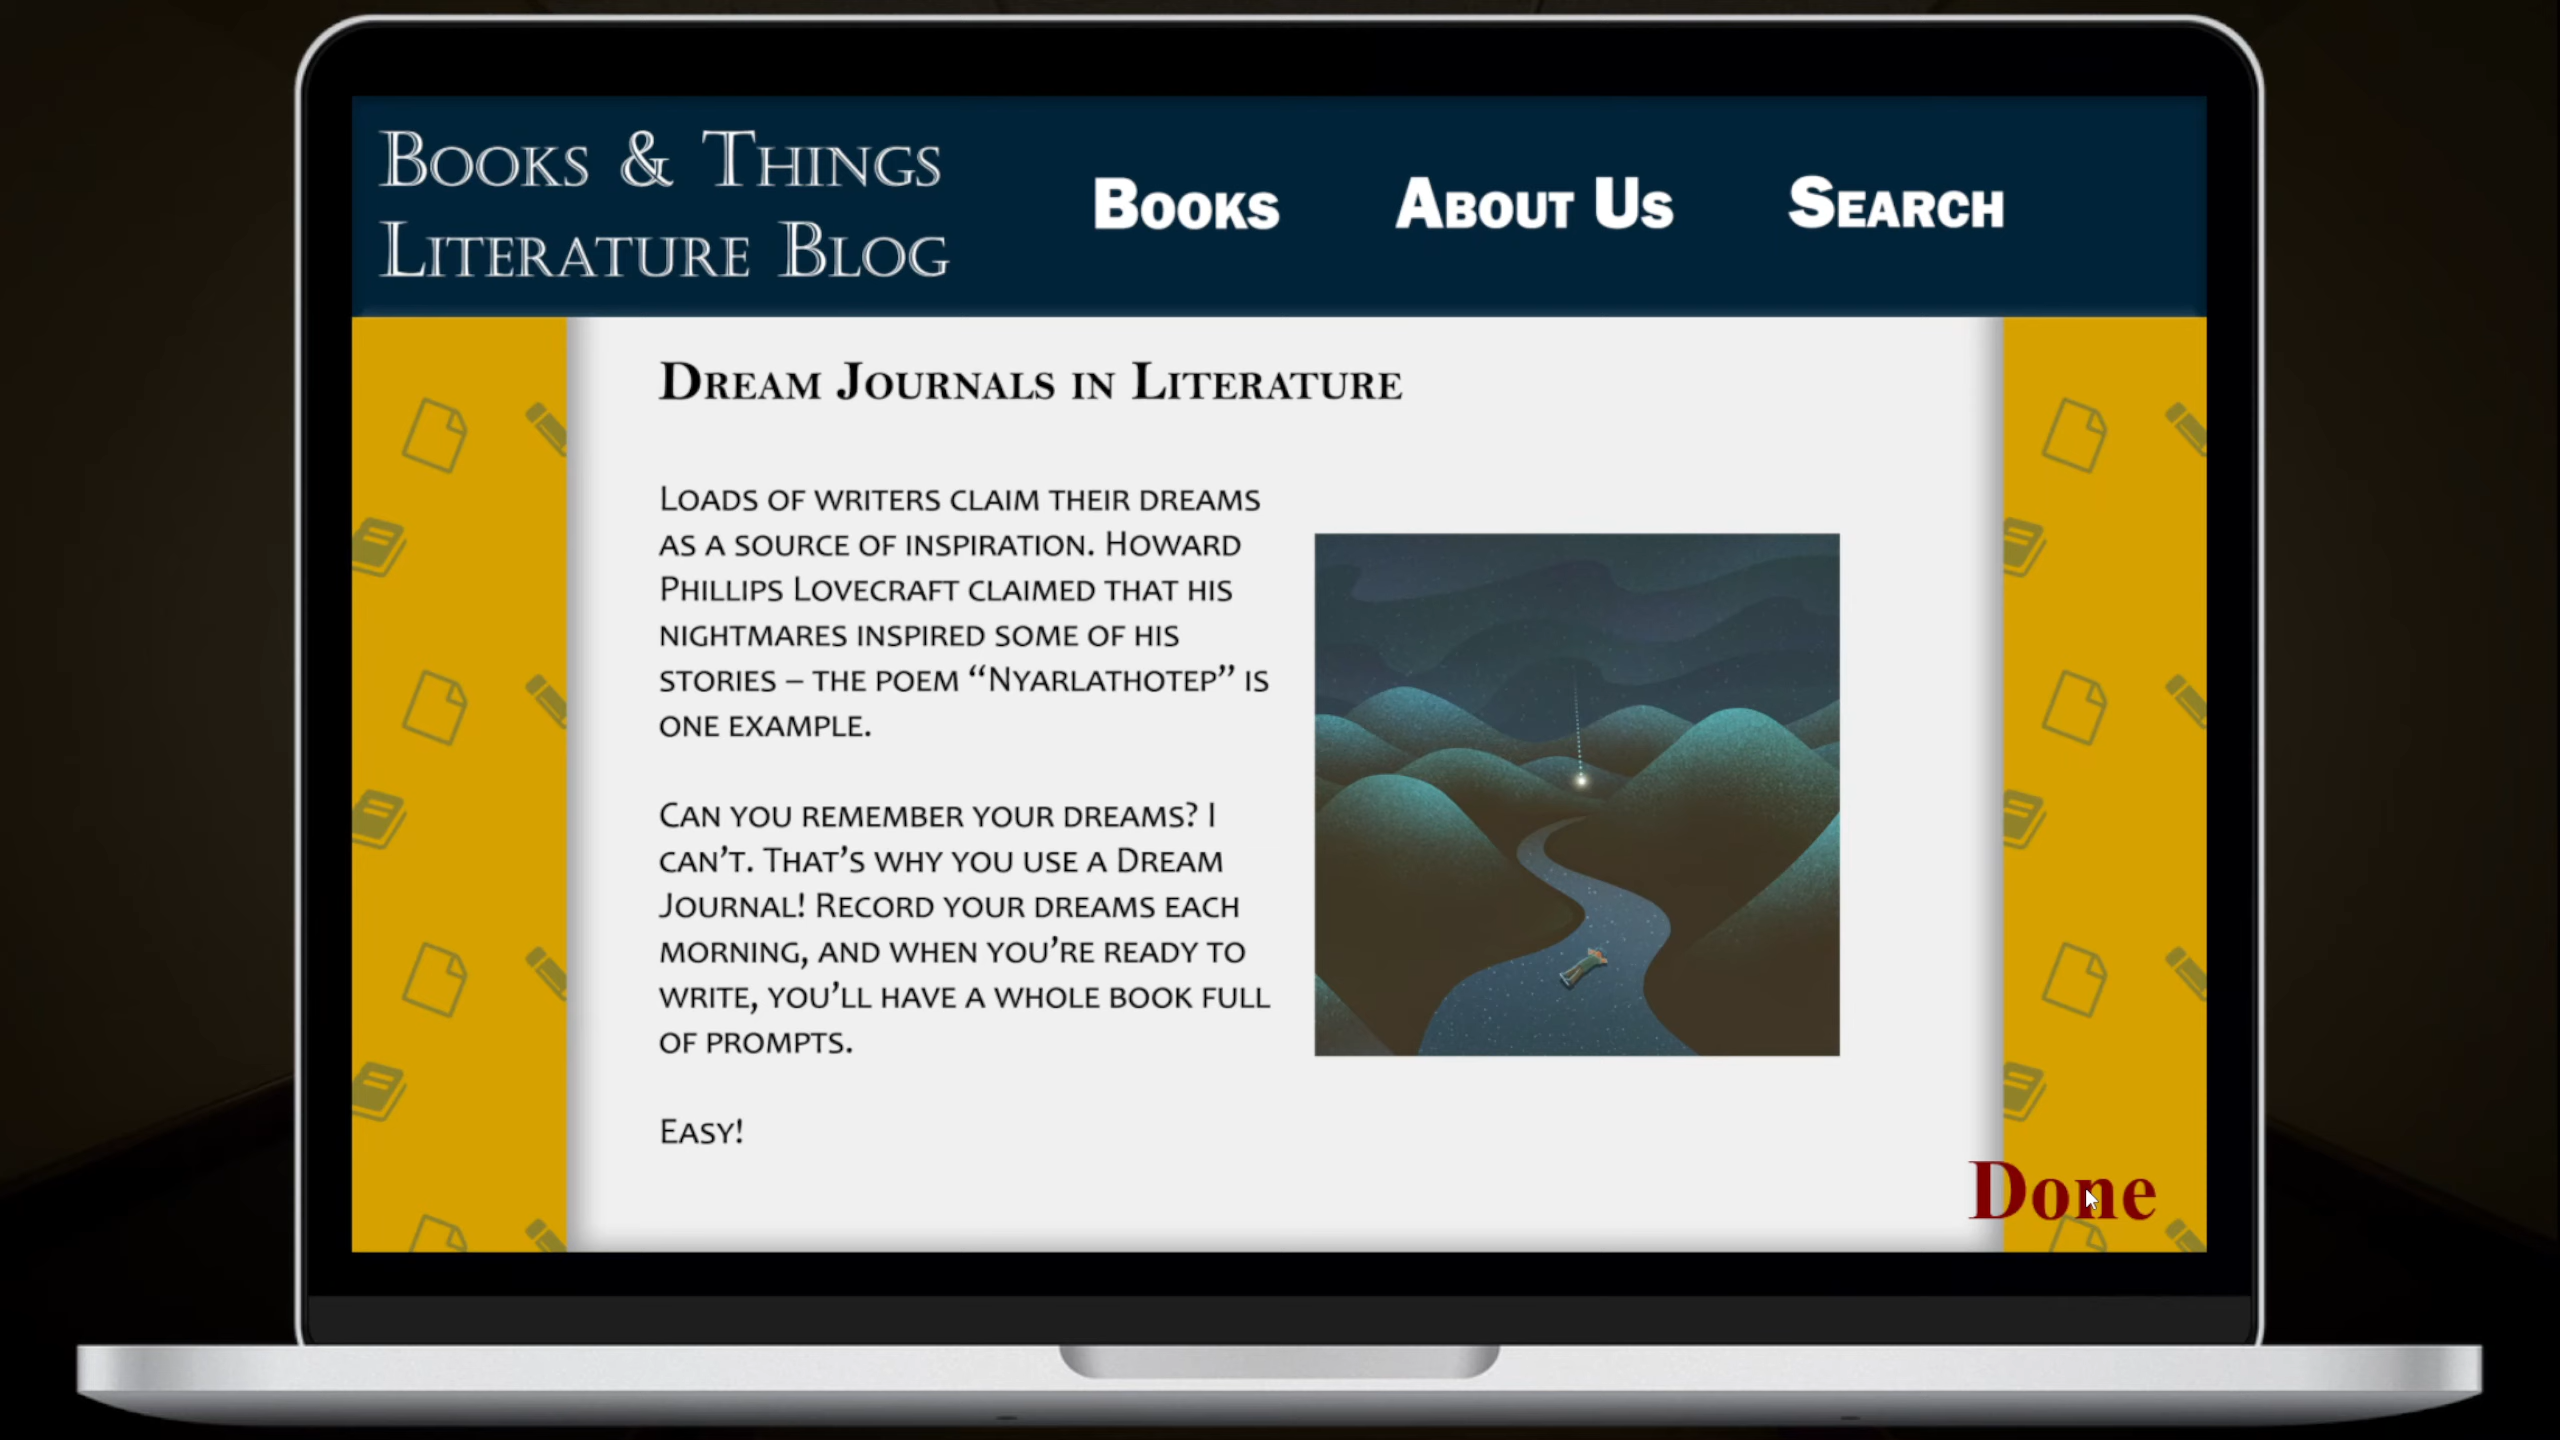 Books & Things
Literature Blog
Books
About Us
Search
Dream Journals in Literature
Loads of writers claim their dreams
as a source of inspiration. Howard
Phillips Lovecraft claimed that his
nightmares inspired some of his
stories – the poem “Nyarlathotep” is
one example.
Can you remember your dreams? I
can’t. That’s why you use a Dream
Journal! Record your dreams each
morning, and when you’re ready to
write, you’ll have a whole book full
of prompts.
Easy!
Done